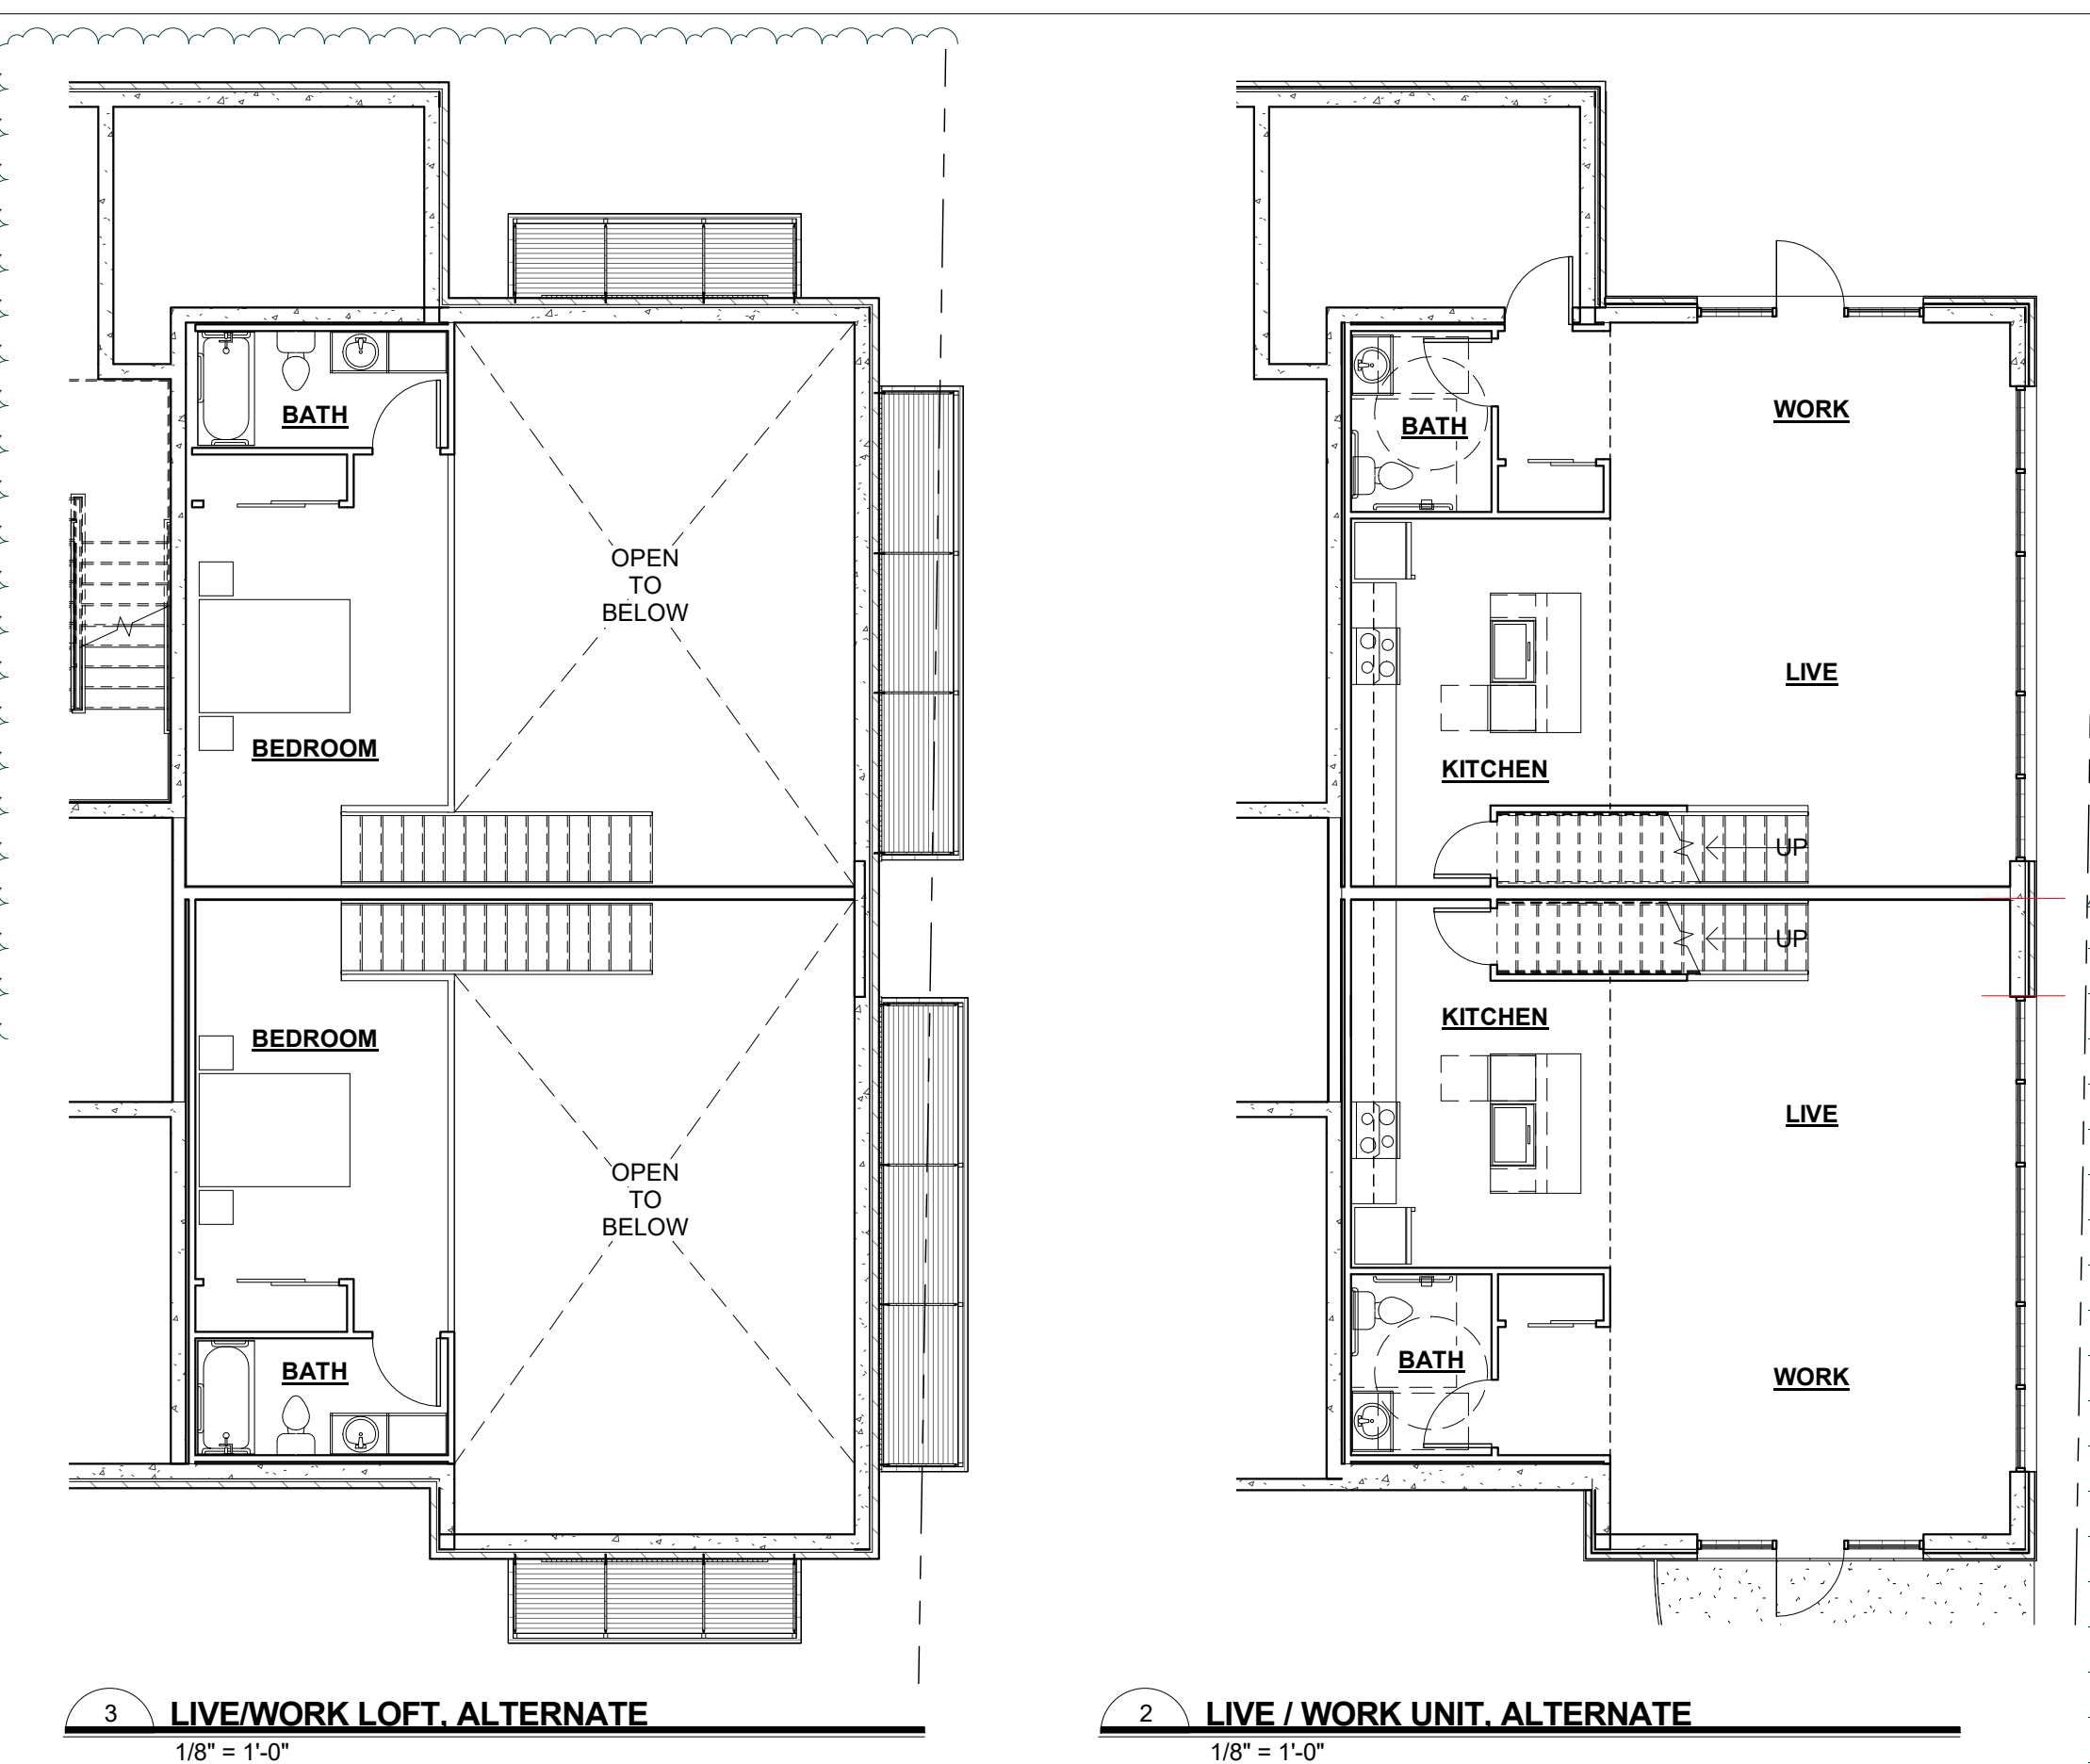 BATH
OPEN
TO
BELOW
BEDROOM
BEDROOM
OPEN
TO
BELOW
BATH
3 LIVE/WORK LOFT, ALTERNATE
1/8" = 1'-0"
WORK
BATH
LIVE
KITCHEN
UP
UP
KITCHEN
LIVE
BATH
WORK
2 LIVE / WORK UNIT, ALTERNATE
1/8" = 1'-0"